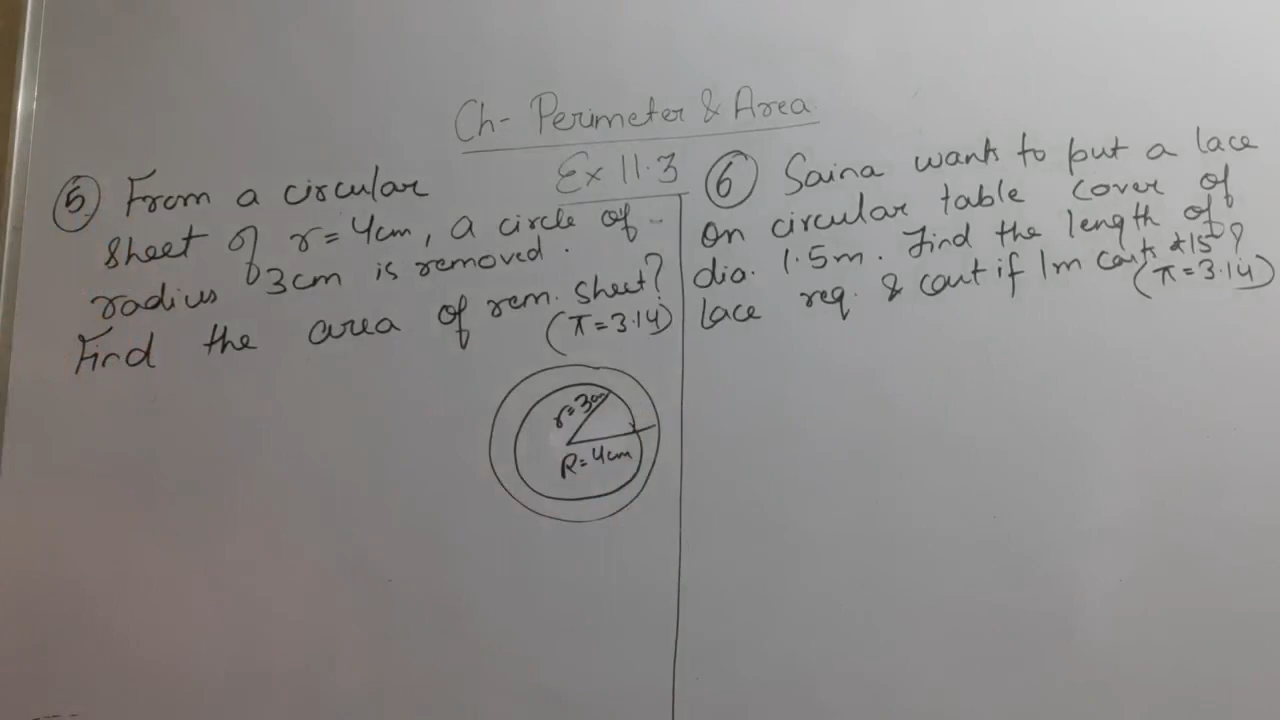 Ch- Perimeter & Area
Ex 11.3
⑤ From a circular
sheet of r=4cm, a circle of -
radius 3cm is removed.
Find the area of rem. sheet?
(π=3.14)
r=3cm
R=4cm
⑥ Saina wants to put a lace
on circular table cover of
dia. 1.5m. Find the length of
lace req. & cost if 1m costs ₹15?
(π=3.14)